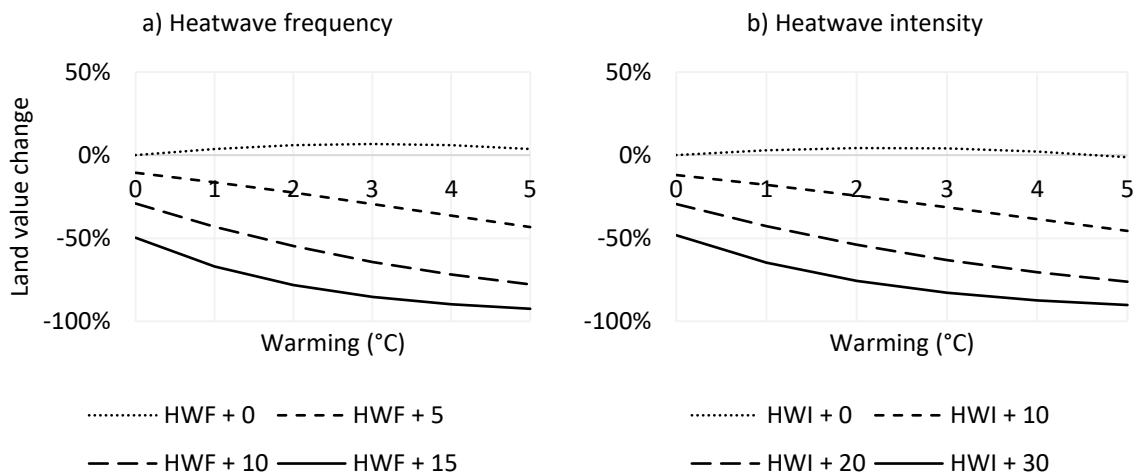 a) Heatwave frequency
50%
0%
-50%
-100%
0 1 2 3 4 5
Land value change
Warming (°C)
HWF + 0 HWF + 5
HWF + 10 HWF + 15
b) Heatwave intensity
50%
0%
-50%
-100%
0 1 2 3 4 5
Warming (°C)
HWI + 0 HWI + 10
HWI + 20 HWI + 30